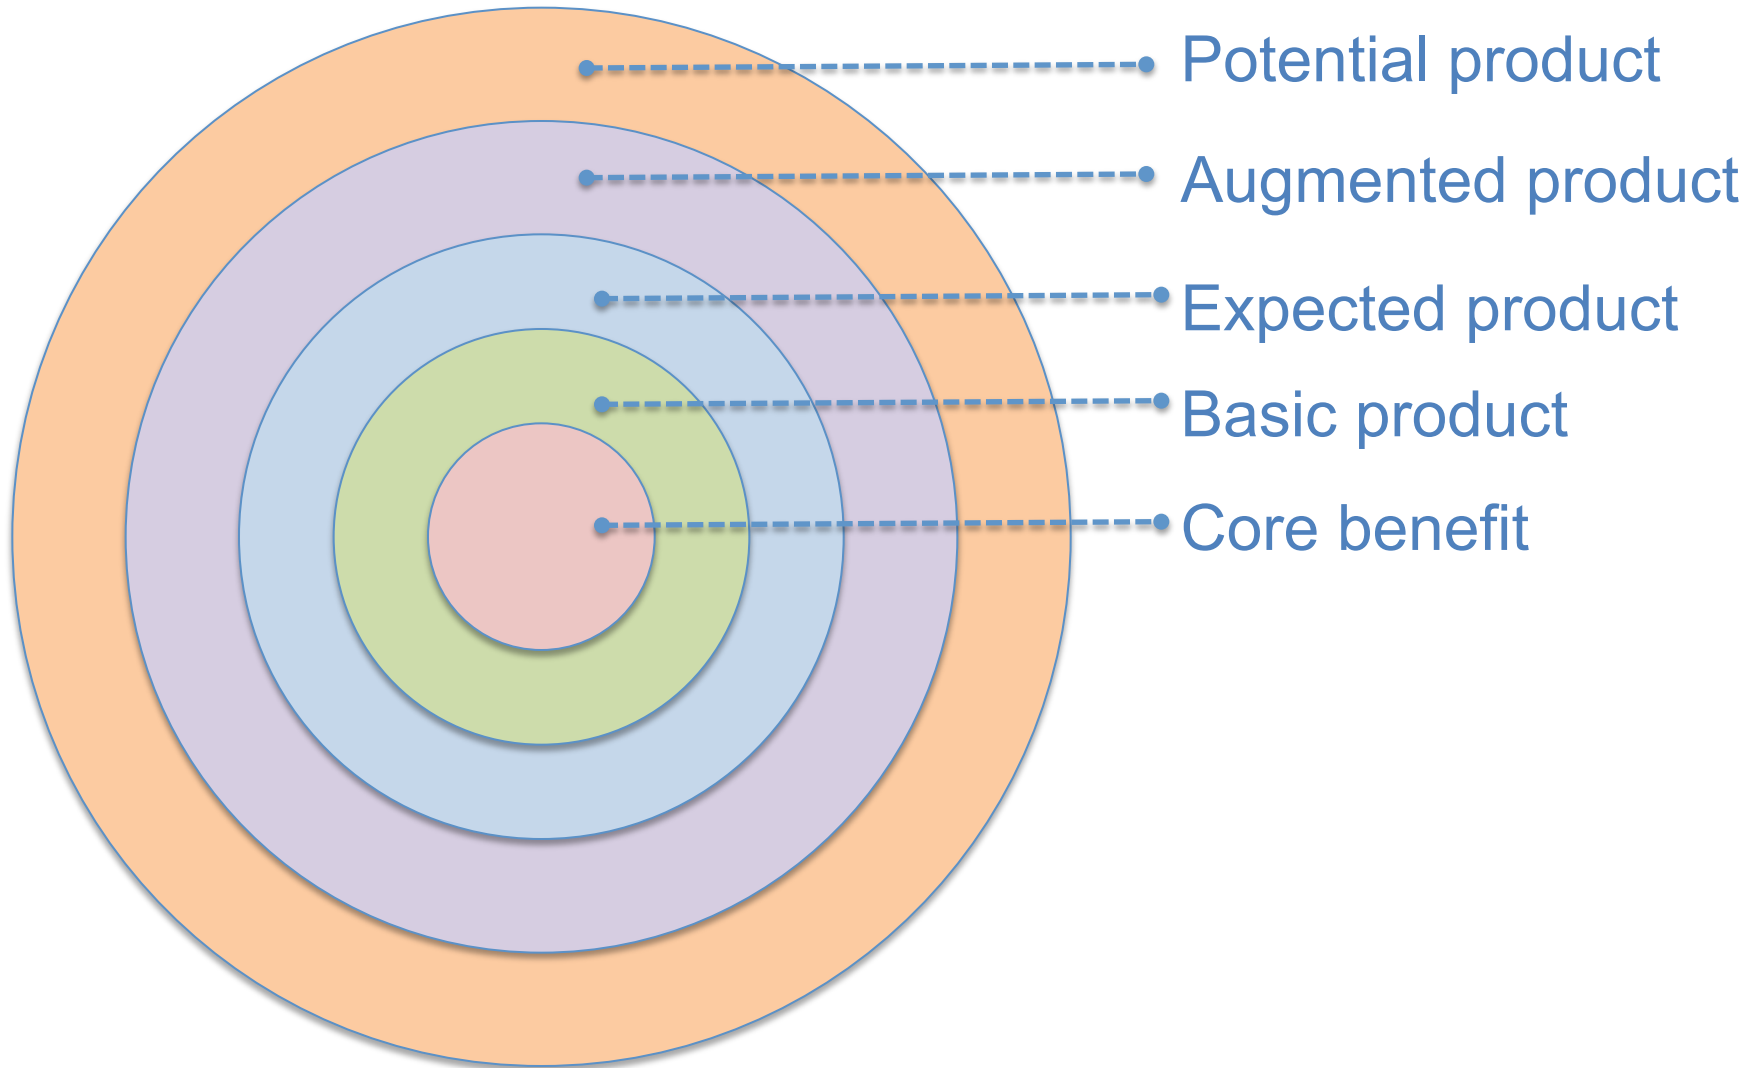 Potential product
Augmented product
Expected product
Basic product
Core benefit